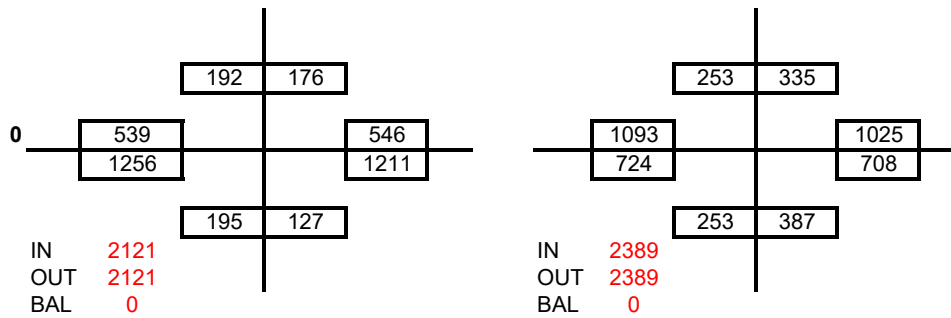 192 176 253 335
0 539 546 1093 1025
1256 1211 724 708
195 127 253 387
IN 2121 IN 2389
OUT 2121 OUT 2389
BAL 0 BAL 0